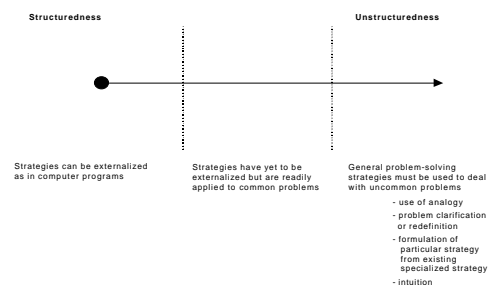 Structuredness
Unstructuredness
Strategies can be externalized
as in computer programs
Strategies have yet to be
externalized but are readily
applied to common problems
General problem-solving
strategies must be used to deal
with uncommon problems
- use of analogy
- problem clarification
or redefinition
- formulation of
particular strategy
from existing
specialized strategy
- intuition